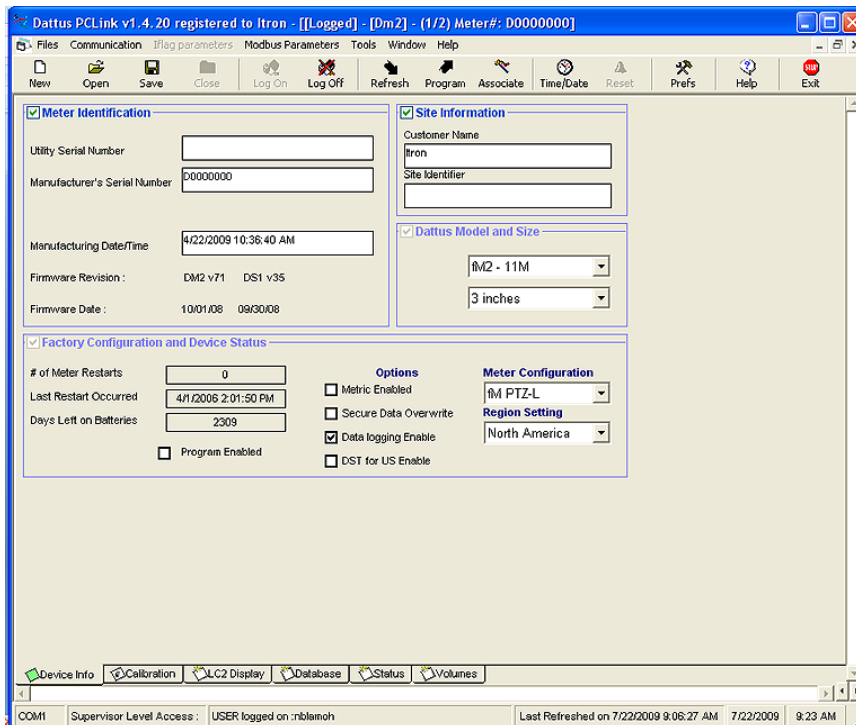 Dattus PCLink v1.4.20 registered to Itron - [[Logged] - [Dm2] - (1/2) Meter#: D0000000]
Files Communication Iflag parameters Modbus Parameters Tools Window Help
New Open Save Close Log On Log Off Refresh Program Associate Time/Date Reset Prefs Help Exit
STOP
Meter Identification
Utility Serial Number
Manufacturer's Serial Number D0000000
Manufacturing Date/Time 4/22/2009 10:36:40 AM
Firmware Revision : DM2 v71 DS1 v35
Firmware Date : 10/01/08 09/30/08
Site Information
Customer Name
Itron
Site Identifier
Dattus Model and Size
fM2 - 11M
3 inches
Factory Configuration and Device Status
# of Meter Restarts 0
Last Restart Occurred 4/1/2006 2:01:50 PM
Days Left on Batteries 2309
Program Enabled
Options
Metric Enabled
Secure Data Overwrite
Data logging Enable
DST for US Enable
Meter Configuration
fM PTZ-L
Region Setting
North America
Device Info Calibration LC2 Display Database Status Volumes
COM1 Supervisor Level Access : USER logged on :nblamoh Last Refreshed on 7/22/2009 9:06:27 AM 7/22/2009 9:23 AM